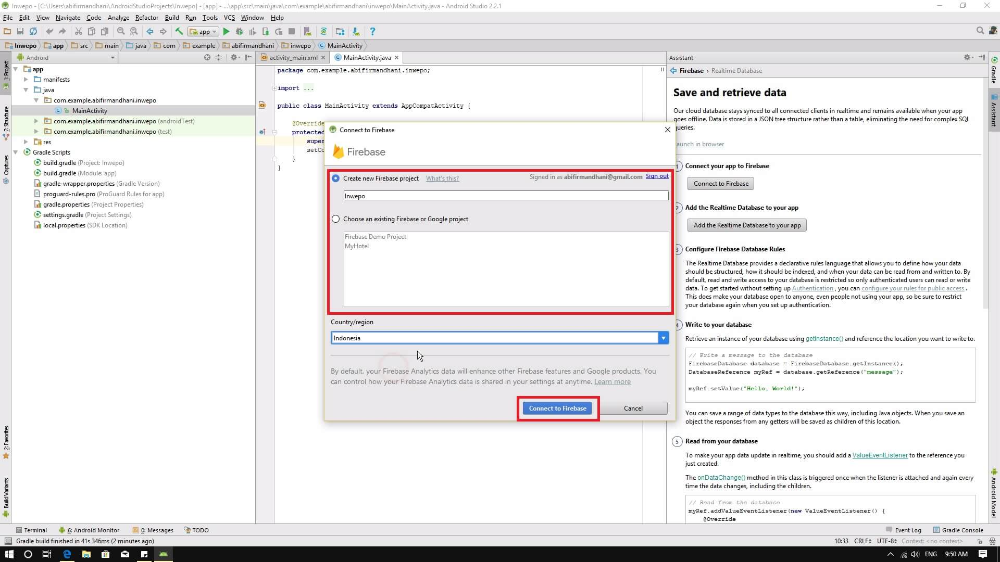 Inwepo - [C:\Users\abifirmandhani\AndroidStudioProjects\Inwepo] - [app] - ...\app\src\main\java\com\example\abifirmandhani\inwepo\MainActivity.java - Android Studio 2.2.1
File Edit View Navigate Code Analyze Refactor Build Run Tools VCS Window Help
app
Inwepo app src main java com example abifirmandhani inwepo MainActivity
1: Project
7: Structure
Captures
2: Favorites
Build Variants
Android
app
manifests
java
com.example.abifirmandhani.inwepo
MainActivity
com.example.abifirmandhani.inwepo (androidTest)
com.example.abifirmandhani.inwepo (test)
res
Gradle Scripts
build.gradle (Project: Inwepo)
build.gradle (Module: app)
gradle-wrapper.properties (Gradle Version)
proguard-rules.pro (ProGuard Rules for app)
gradle.properties (Project Properties)
settings.gradle (Project Settings)
local.properties (SDK Location)
activity_main.xml MainActivity.java
package com.example.abifirmandhani.inwepo;
import ...
public class MainActivity extends AppCompatActivity {
@Override
protected
super
setCo
}
}
Connect to Firebase
Firebase
Create new Firebase project What's this? Signed in as abifirmandhani@gmail.com Sign out
Inwepo
Choose an existing Firebase or Google project
Firebase Demo Project
MyHotel
Country/region
Indonesia
By default, your Firebase Analytics data will enhance other Firebase features and Google products. You
can control how your Firebase Analytics data is shared in your settings at anytime. Learn more
Connect to Firebase Cancel
Assistant
Firebase › Realtime Database
Save and retrieve data
Our cloud database stays synced to all connected clients in realtime and remains available when your app
goes offline. Data is stored in a JSON tree structure rather than a table, eliminating the need for complex SQL
queries.
aunch in browser
1 Connect your app to Firebase
Connect to Firebase
2 Add the Realtime Database to your app
Add the Realtime Database to your app
3 Configure Firebase Database Rules
The Realtime Database provides a declarative rules language that allows you to define how your data
should be structured, how it should be indexed, and when your data can be read from and written to. By
default, read and write access to your database is restricted so only authenticated users can read or write
data. To get started without setting up Authentication , you can configure your rules for public access .
This does make your database open to anyone, even people not using your app, so be sure to restrict
your database again when you set up authentication.
4 Write to your database
Retrieve an instance of your database using getInstance() and reference the location you want to write to.
// Write a message to the database
FirebaseDatabase database = FirebaseDatabase.getInstance();
DatabaseReference myRef = database.getReference("message");
myRef.setValue("Hello, World!");
You can save a range of data types to the database this way, including Java objects. When you save an
object the responses from any getters will be saved as children of this location.
5 Read from your database
To make your app data update in realtime, you should add a ValueEventListener to the reference you
just created.
The onDataChange() method in this class is triggered once when the listener is attached and again every
time the data changes, including the children.
// Read from the database
myRef.addValueEventListener(new ValueEventListener() {
@Override
Gradle
Assistant
Android Model
Terminal 6: Android Monitor 0: Messages TODO Event Log Gradle Console
Gradle build finished in 41s 346ms (2 minutes ago) 10:33 CRLF UTF-8 Context: <no context>
ENG 9:50 AM